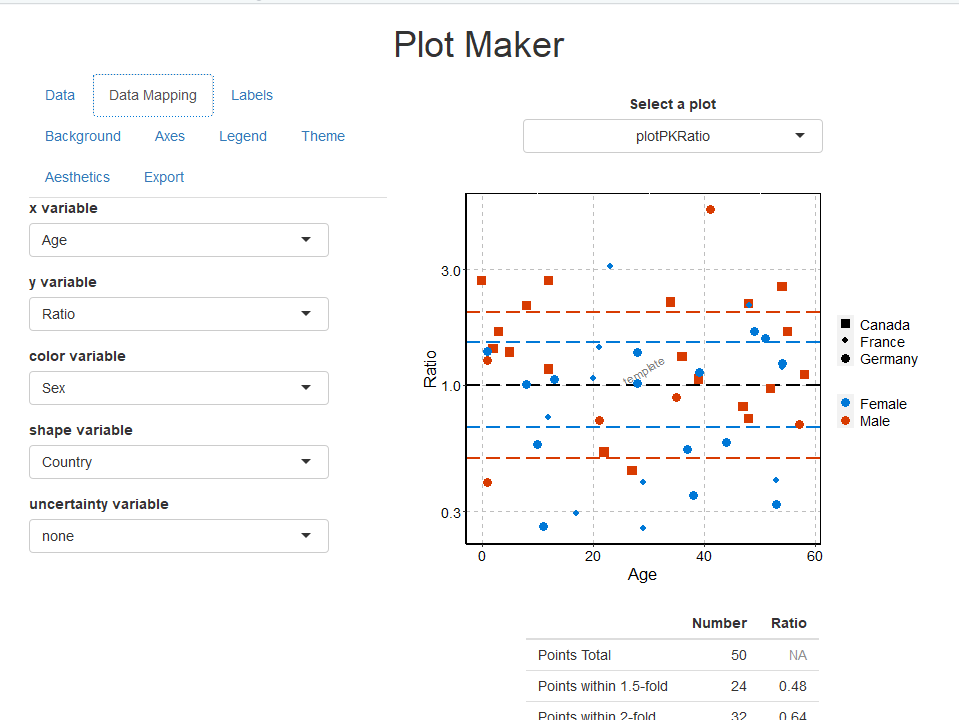 Plot Maker
Data Data Mapping Labels
Background Axes Legend Theme
Aesthetics Export
x variable
Age
y variable
Ratio
color variable
Sex
shape variable
Country
uncertainty variable
none
Select a plot
plotPKRatio
3.0
1.0
0.3
Ratio
template
0 20 40 60
Age
Canada
France
Germany
Female
Male
Number Ratio
Points Total 50 NA
Points within 1.5-fold 24 0.48
Points within 2-fold 32 0.64